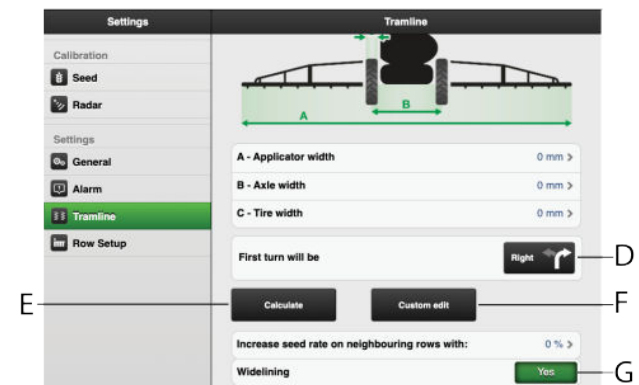 Settings
Tramline
Calibration
Seed
Radar
Settings
General
Alarm
Tramline
Row Setup
A
B
A - Applicator width 0 mm >
B - Axle width 0 mm >
C - Tire width 0 mm >
First turn will be Right
D
E
Calculate
Custom edit
F
Increase seed rate on neighbouring rows with: 0 % >
Widelining Yes
G